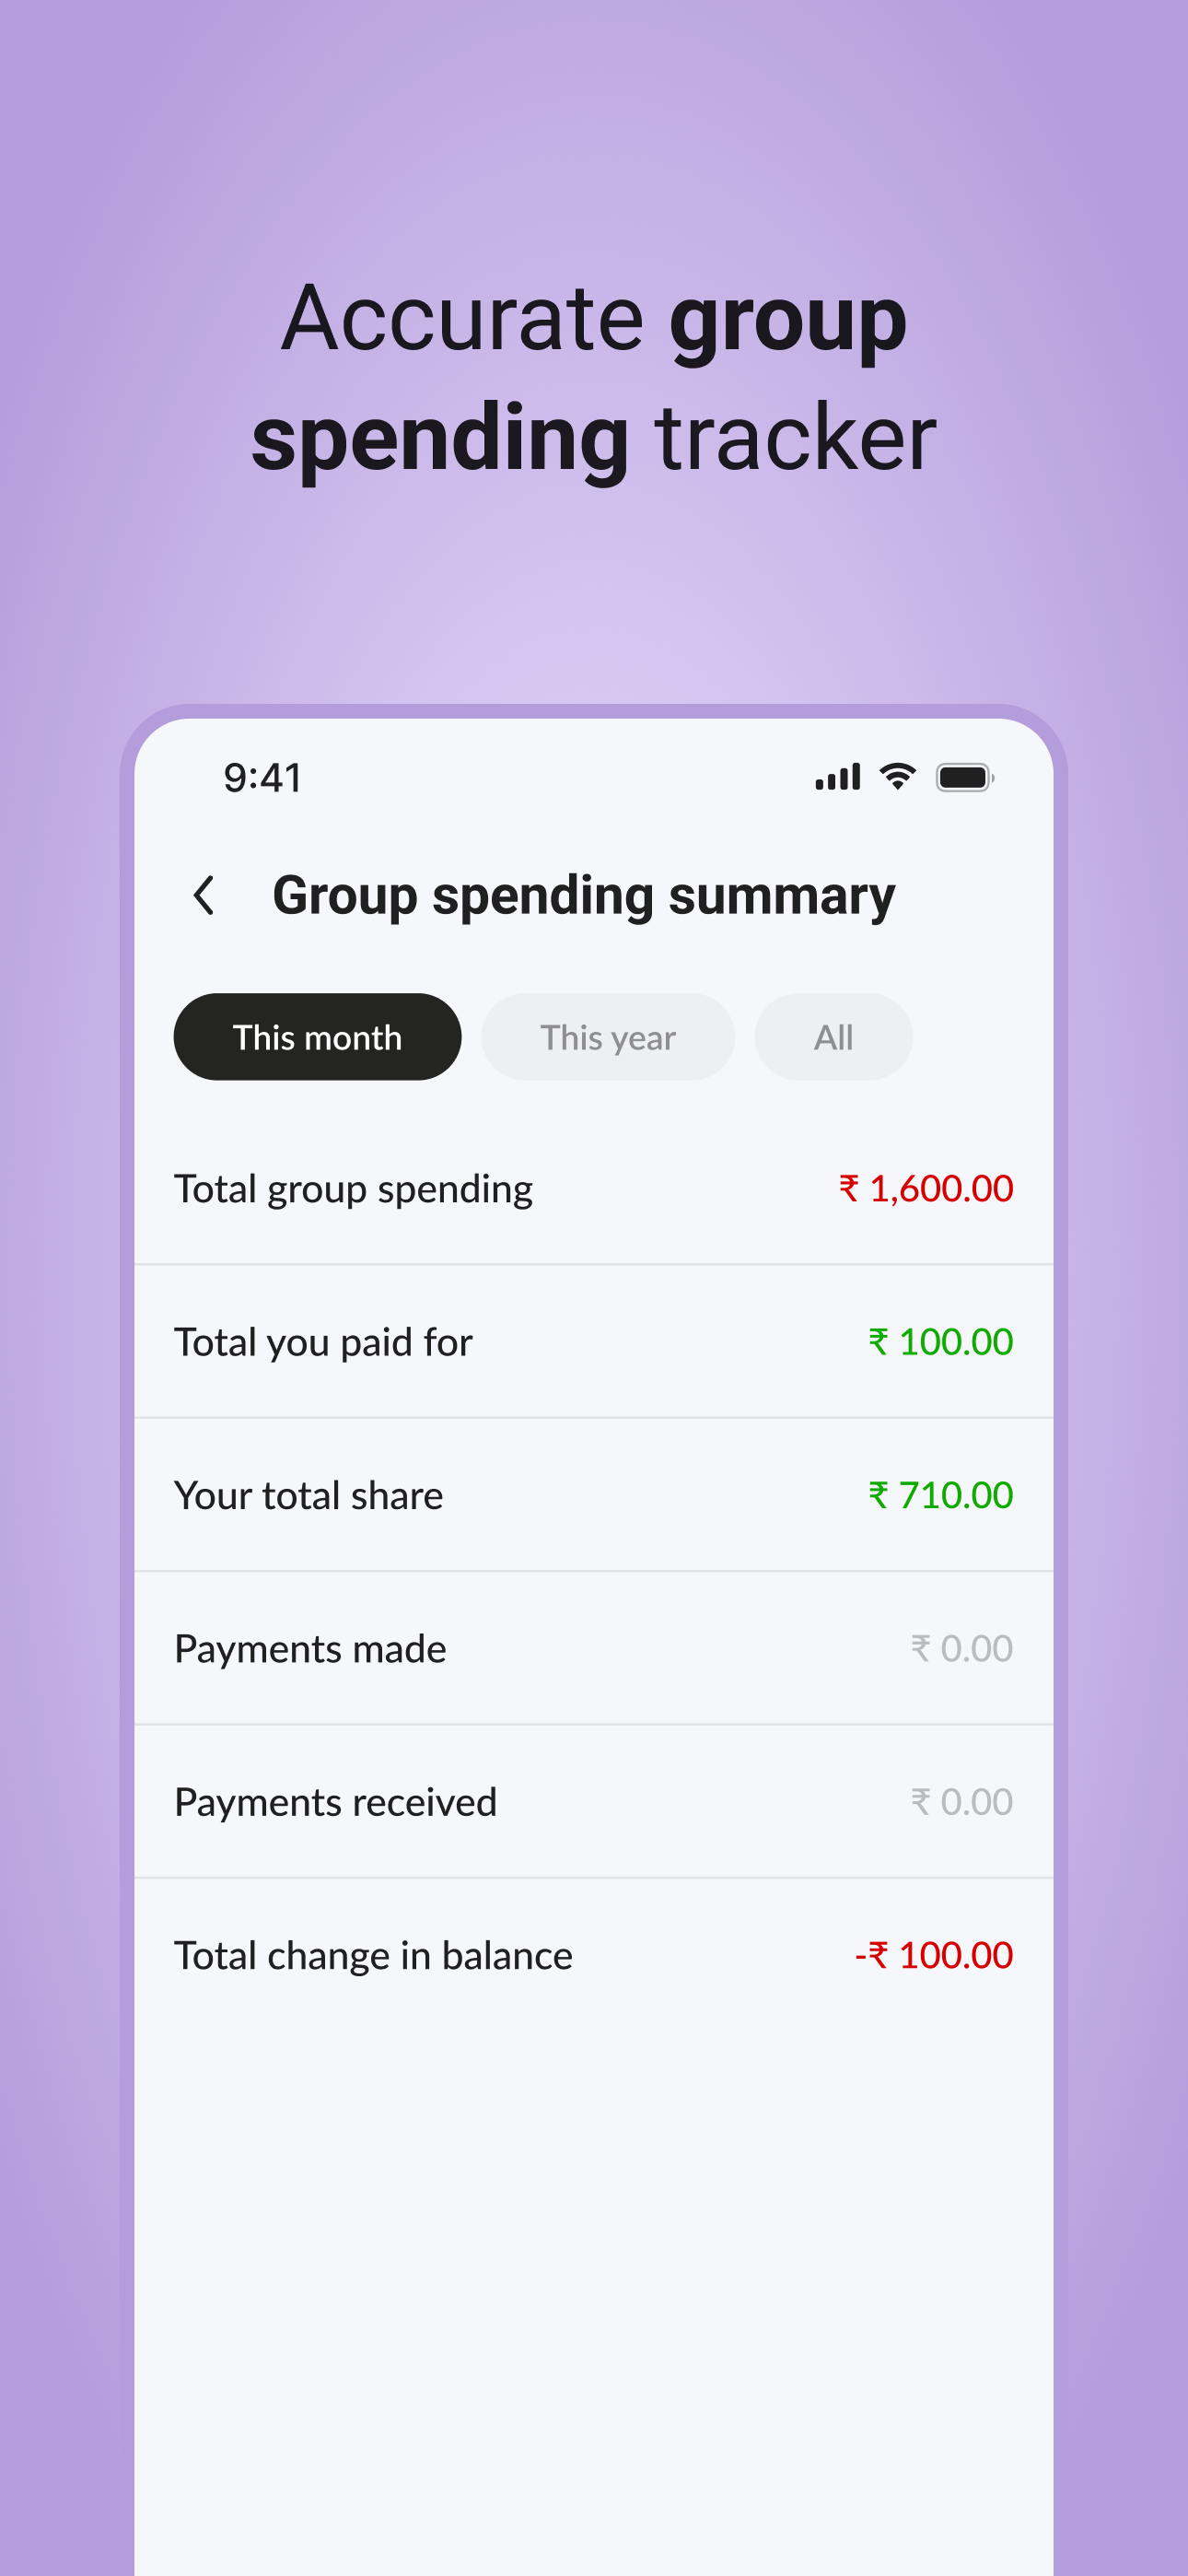 Accurate group
spending tracker
9:41
Group spending summary
This month This year All
Total group spending ₹ 1,600.00
Total you paid for ₹ 100.00
Your total share ₹ 710.00
Payments made ₹ 0.00
Payments received ₹ 0.00
Total change in balance -₹ 100.00